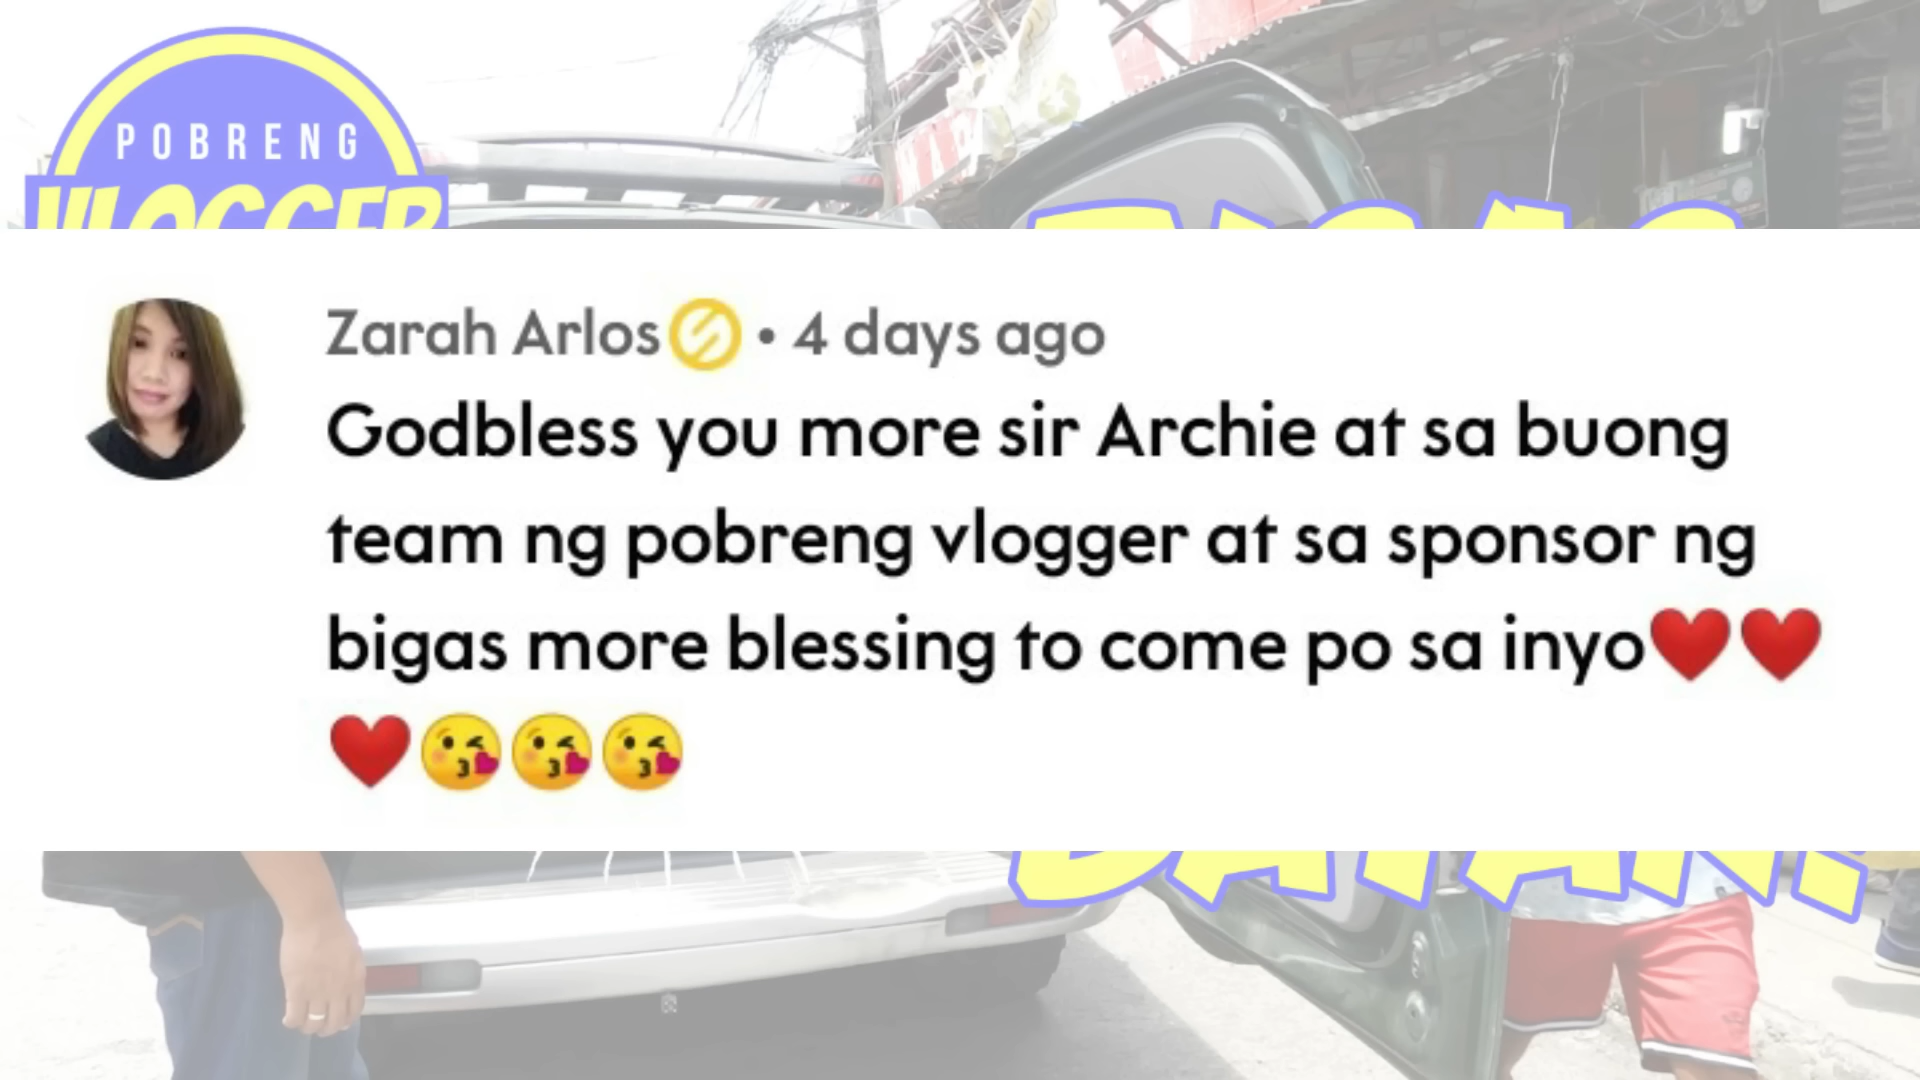 POBRENG
VLOGGER
Zarah Arlos • 4 days ago
Godbless you more sir Archie at sa buong
team ng pobreng vlogger at sa sponsor ng
bigas more blessing to come po sa inyo❤️❤️
❤️😘😘😘